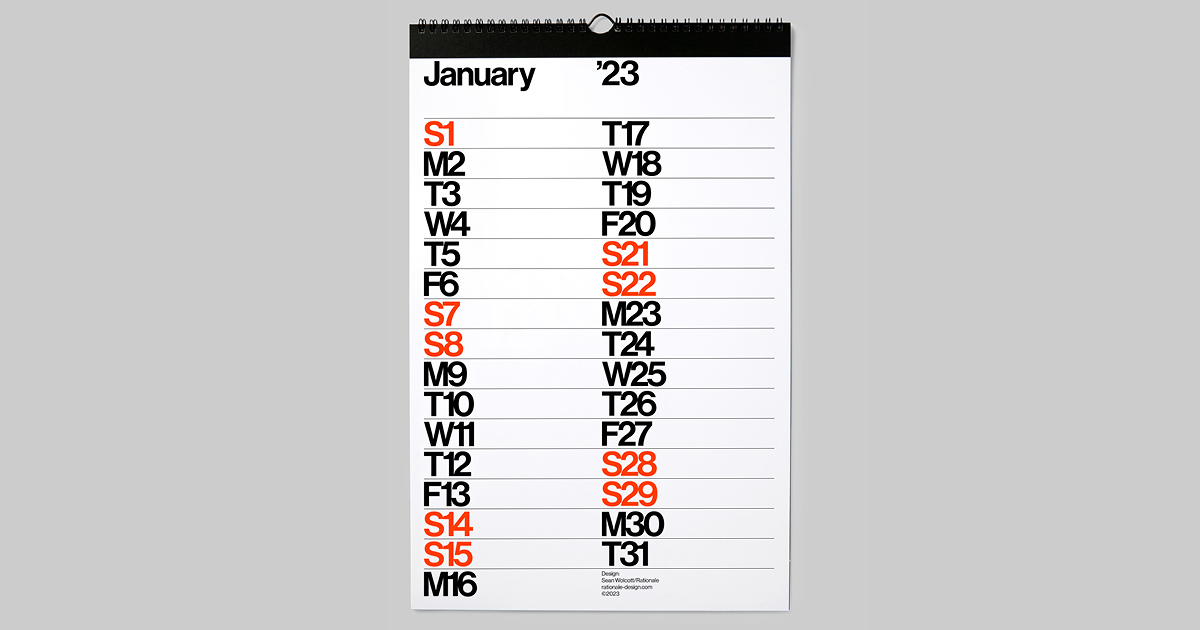 January ’23
S1
M2
T3
W4
T5
F6
S7
S8
M9
T10
W11
T12
F13
S14
S15
M16
T17
W18
T19
F20
S21
S22
M23
T24
W25
T26
F27
S28
S29
M30
T31
Design:
Sean Wolcott/Rationale
rationale-design.com
©2023